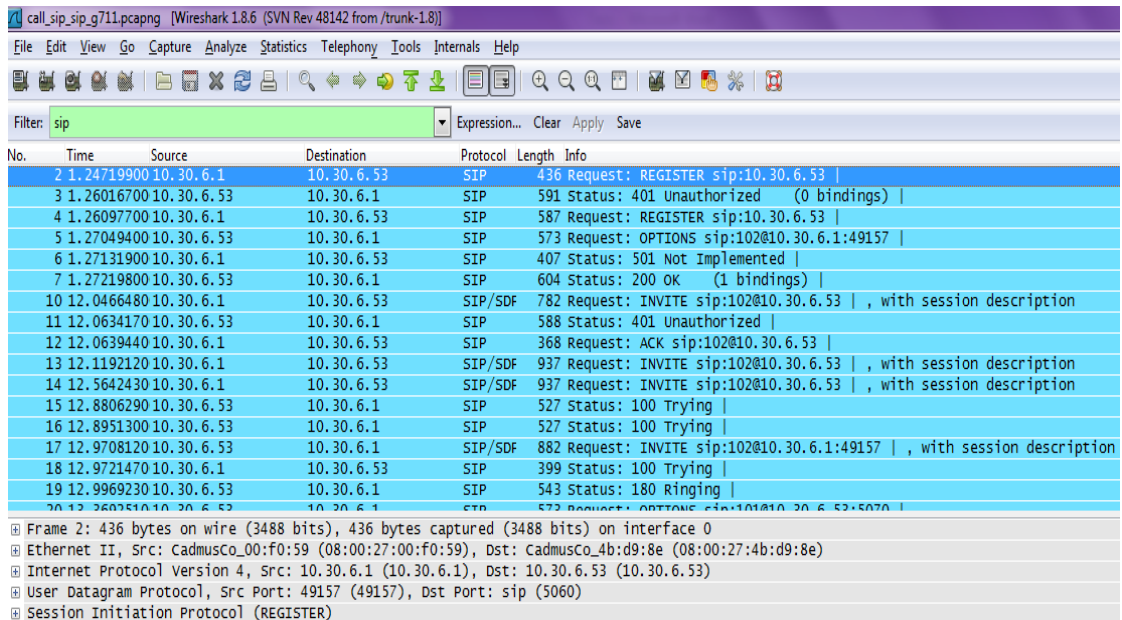 call_sip_sip_g711.pcapng [Wireshark 1.8.6 (SVN Rev 48142 from /trunk-1.8)]
File Edit View Go Capture Analyze Statistics Telephony Tools Internals Help
Filter: sip Expression... Clear Apply Save
No. Time Source Destination Protocol Length Info
2 1.24719900 10.30.6.1 10.30.6.53 SIP 436 Request: REGISTER sip:10.30.6.53 |
3 1.26016700 10.30.6.53 10.30.6.1 SIP 591 Status: 401 Unauthorized (0 bindings) |
4 1.26097700 10.30.6.1 10.30.6.53 SIP 587 Request: REGISTER sip:10.30.6.53 |
5 1.27049400 10.30.6.53 10.30.6.1 SIP 573 Request: OPTIONS sip:102@10.30.6.1:49157 |
6 1.27131900 10.30.6.1 10.30.6.53 SIP 407 Status: 501 Not Implemented |
7 1.27219800 10.30.6.53 10.30.6.1 SIP 604 Status: 200 OK (1 bindings) |
10 12.0466480 10.30.6.1 10.30.6.53 SIP/SDF 782 Request: INVITE sip:102@10.30.6.53 | , with session description
11 12.0634170 10.30.6.53 10.30.6.1 SIP 588 Status: 401 Unauthorized |
12 12.0639440 10.30.6.1 10.30.6.53 SIP 368 Request: ACK sip:102@10.30.6.53 |
13 12.1192120 10.30.6.1 10.30.6.53 SIP/SDF 937 Request: INVITE sip:102@10.30.6.53 | , with session description
14 12.5642430 10.30.6.1 10.30.6.53 SIP/SDF 937 Request: INVITE sip:102@10.30.6.53 | , with session description
15 12.8806290 10.30.6.53 10.30.6.1 SIP 527 Status: 100 Trying |
16 12.8951300 10.30.6.53 10.30.6.1 SIP 527 Status: 100 Trying |
17 12.9708120 10.30.6.53 10.30.6.1 SIP/SDF 882 Request: INVITE sip:102@10.30.6.1:49157 | , with session description
18 12.9721470 10.30.6.1 10.30.6.53 SIP 399 Status: 100 Trying |
19 12.9969230 10.30.6.53 10.30.6.1 SIP 543 Status: 180 Ringing |
20 13.2692510 10.30.6.53 10.30.6.1 SIP 573 Request: OPTIONS sip:101@10.30.6.53:5070 |
Frame 2: 436 bytes on wire (3488 bits), 436 bytes captured (3488 bits) on interface 0
Ethernet II, Src: CadmusCo_00:f0:59 (08:00:27:00:f0:59), Dst: CadmusCo_4b:d9:8e (08:00:27:4b:d9:8e)
Internet Protocol Version 4, Src: 10.30.6.1 (10.30.6.1), Dst: 10.30.6.53 (10.30.6.53)
User Datagram Protocol, Src Port: 49157 (49157), Dst Port: sip (5060)
Session Initiation Protocol (REGISTER)